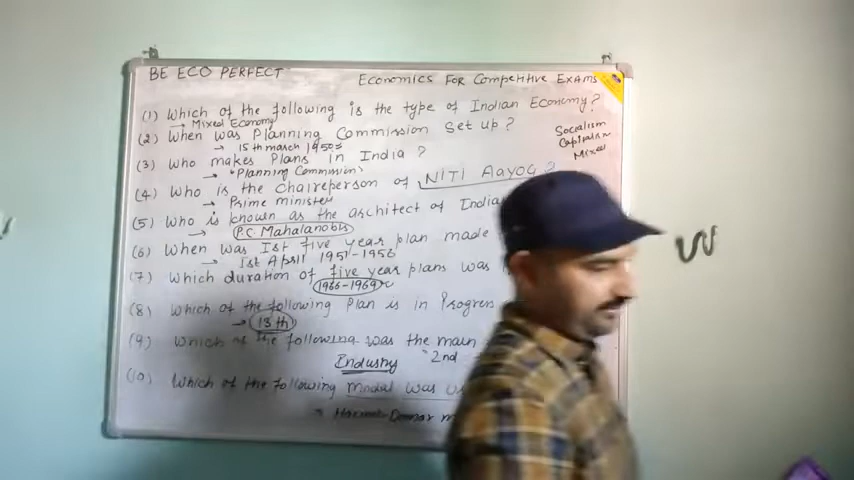 BE ECO PERFECT
Economics For Competitive Exams
(1) Which of the following is the type of Indian Economy?
→ Mixed Economy
Socialism
Capitalism
Mixed
(2) When was Planning Commission set up?
→ 15th march 1950
(3) Who makes Plans in India?
→ "Planning Commission"
(4) Who is the Chaireperson of NITI Aayog?
→ Prime minister
(5) Who is known as the architect of Indian
→ P.C. Mahalanobis
(6) When was Ist five year plan made
→ Ist April 1951-1956
(7) Which duration of five year plans was
1966-1969
(8) Which of the following Plan is in Progress
→ 13th
(9) Which of the following was the main
Industry "2nd
(10) Which of the following modal was